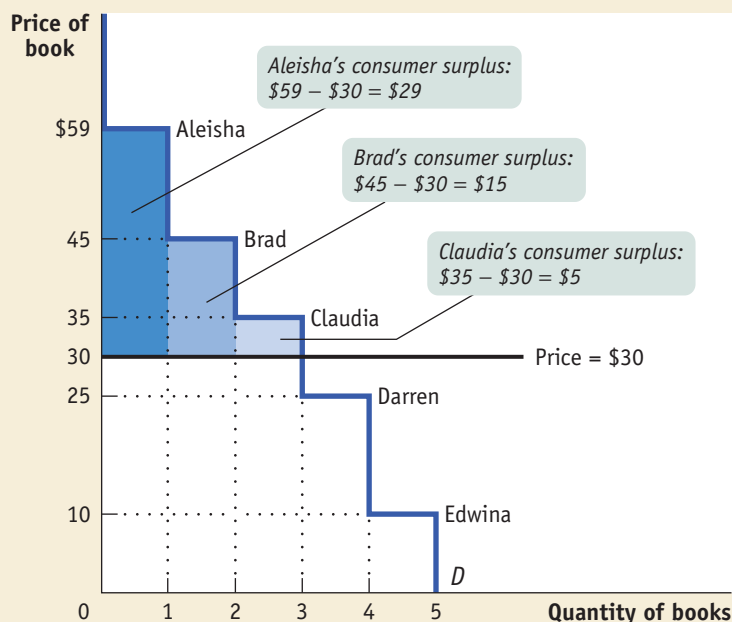 Price of
book
Aleisha’s consumer surplus:
$59 – $30 = $29
$59
Aleisha
Brad’s consumer surplus:
$45 – $30 = $15
45
Brad
Claudia’s consumer surplus:
$35 – $30 = $5
35
Claudia
30
Price = $30
25
Darren
10
Edwina
D
0 1 2 3 4 5 Quantity of books